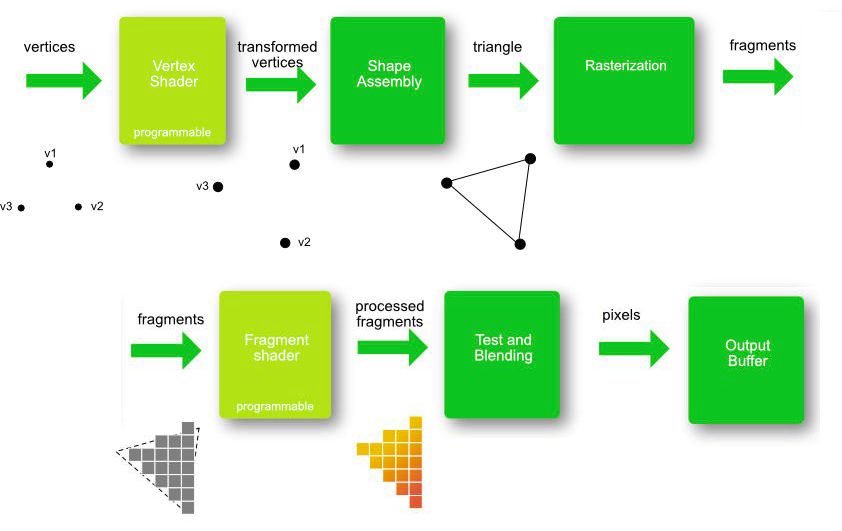 vertices
Vertex
Shader
programmable
transformed
vertices
Shape
Assembly
triangle
Rasterization
fragments
v1
v3
v2
v1
v3
v2
fragments
Fragment
shader
programmable
processed
fragments
Test and
Blending
pixels
Output
Buffer